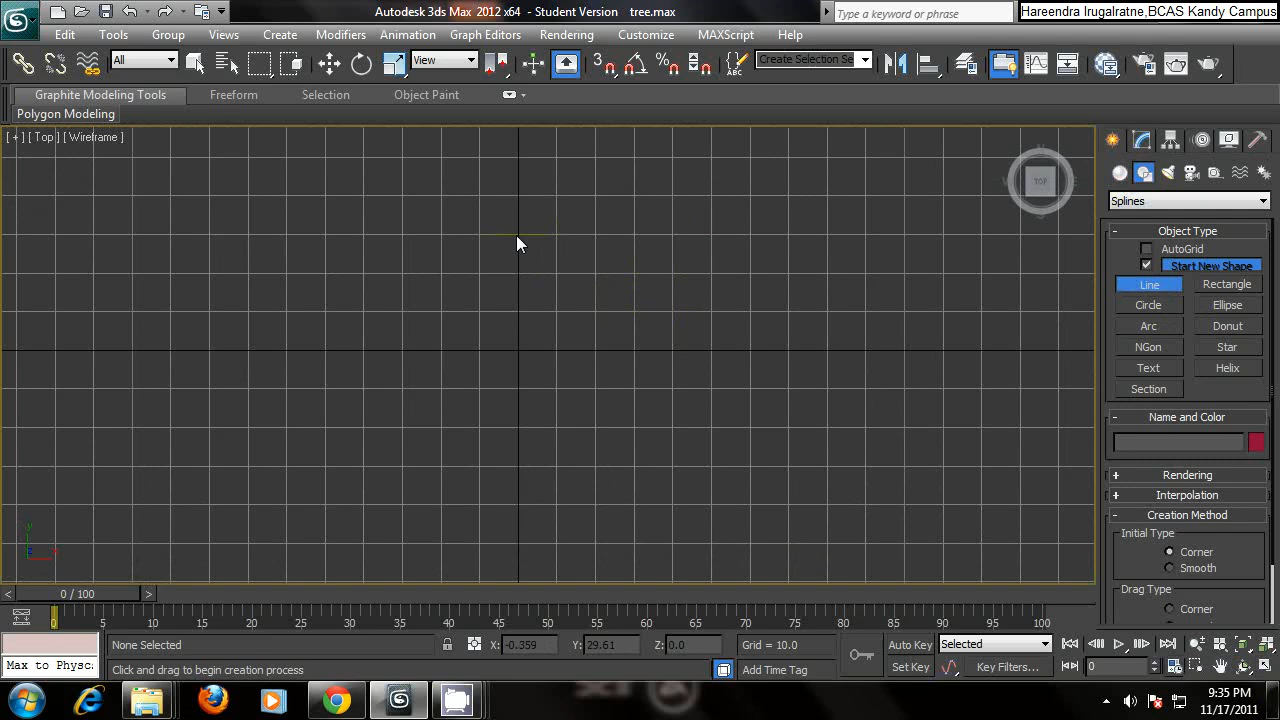 Autodesk 3ds Max 2012 x64 - Student Version tree.max
Type a keyword or phrase
Hareendra Irugalratne,BCAS Kandy Campus
Edit Tools Group Views Create Modifiers Animation Graph Editors Rendering Customize MAXScript Help
All View 3 Create Selection Se
Graphite Modeling Tools Freeform Selection Object Paint
Polygon Modeling
[ + ] [ Top ] [ Wireframe ]
TOP
Splines
- Object Type
AutoGrid
Start New Shape
Line Rectangle
Circle Ellipse
Arc Donut
NGon Star
Text Helix
Section
- Name and Color
+ Rendering
+ Interpolation
- Creation Method
Initial Type
Corner
Smooth
Drag Type
Corner
y
< 0 / 100 >
0 5 10 15 20 25 30 35 40 45 50 55 60 65 70 75 80 85 90 95 100
None Selected X: -0.359 Y: 29.61 Z: 0.0 Grid = 10.0 Auto Key Selected
Max to Physc
Click and drag to begin creation process Add Time Tag Set Key Key Filters... 0
9:35 PM
11/17/2011